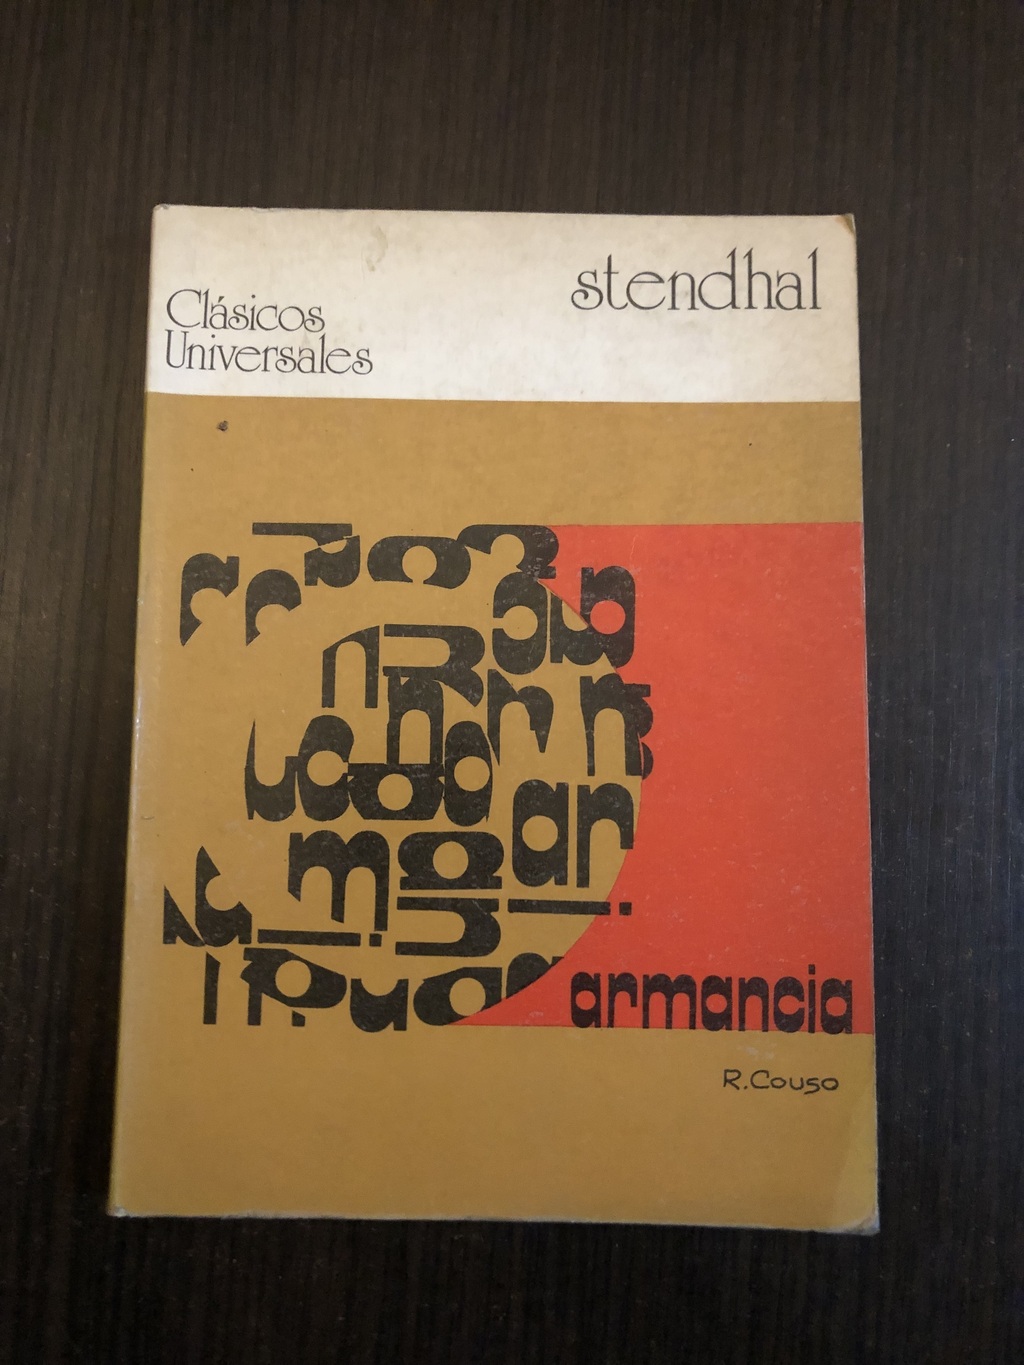 stendhal
Clásicos
Universales
armancia
R. Couso